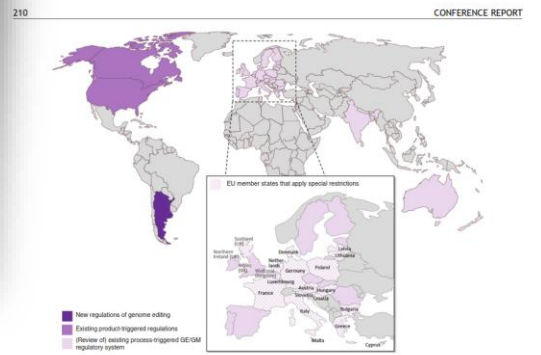 210
CONFERENCE REPORT
EU member states that apply special restrictions
Scotland
(UK)
Northern
Ireland (UK)
Wales
(UK)
Denmark
Nether-
lands
Germany
Poland
Latvia
Lithuania
Luxembourg
France
Austria
Hungary
Slovenia
Croatia
Italy
Bulgaria
Greece
Malta
Cyprus
New regulations of genome editing
Existing product-triggered regulations
(Review of) existing process-triggered GE/GM
regulatory system